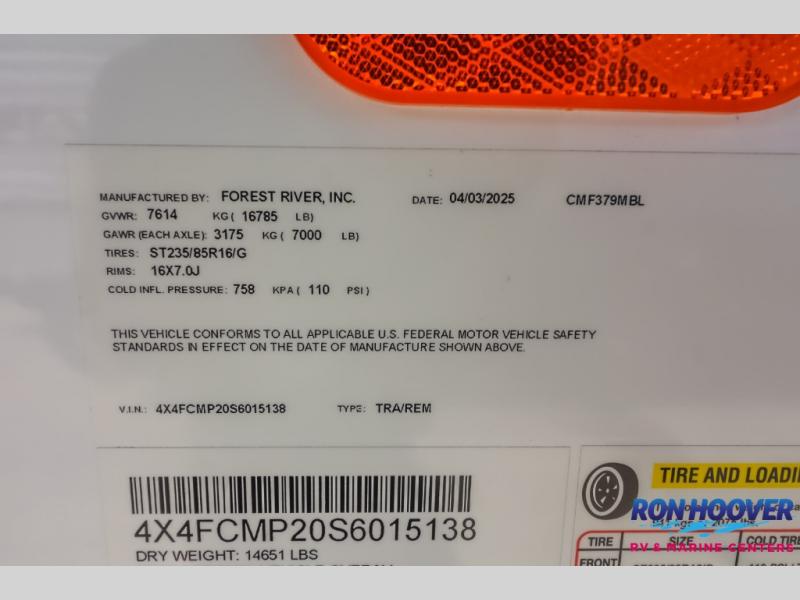 MANUFACTURED BY: FOREST RIVER, INC. DATE: 04/03/2025 CMF379MBL
GVWR: 7614 KG ( 16785 LB)
GAWR (EACH AXLE): 3175 KG ( 7000 LB)
TIRES: ST235/85R16/G
RIMS: 16X7.0J
COLD INFL. PRESSURE: 758 KPA ( 110 PSI )
THIS VEHICLE CONFORMS TO ALL APPLICABLE U.S. FEDERAL MOTOR VEHICLE SAFETY
STANDARDS IN EFFECT ON THE DATE OF MANUFACTURE SHOWN ABOVE.
V.I.N.: 4X4FCMP20S6015138 TYPE: TRA/REM
4X4FCMP20S6015138
DRY WEIGHT: 14651 LBS
TIRE AND LOADI
RON HOOVER
RV & MARINE CENTERS
TIRE SIZE COLD TIRE
FRONT